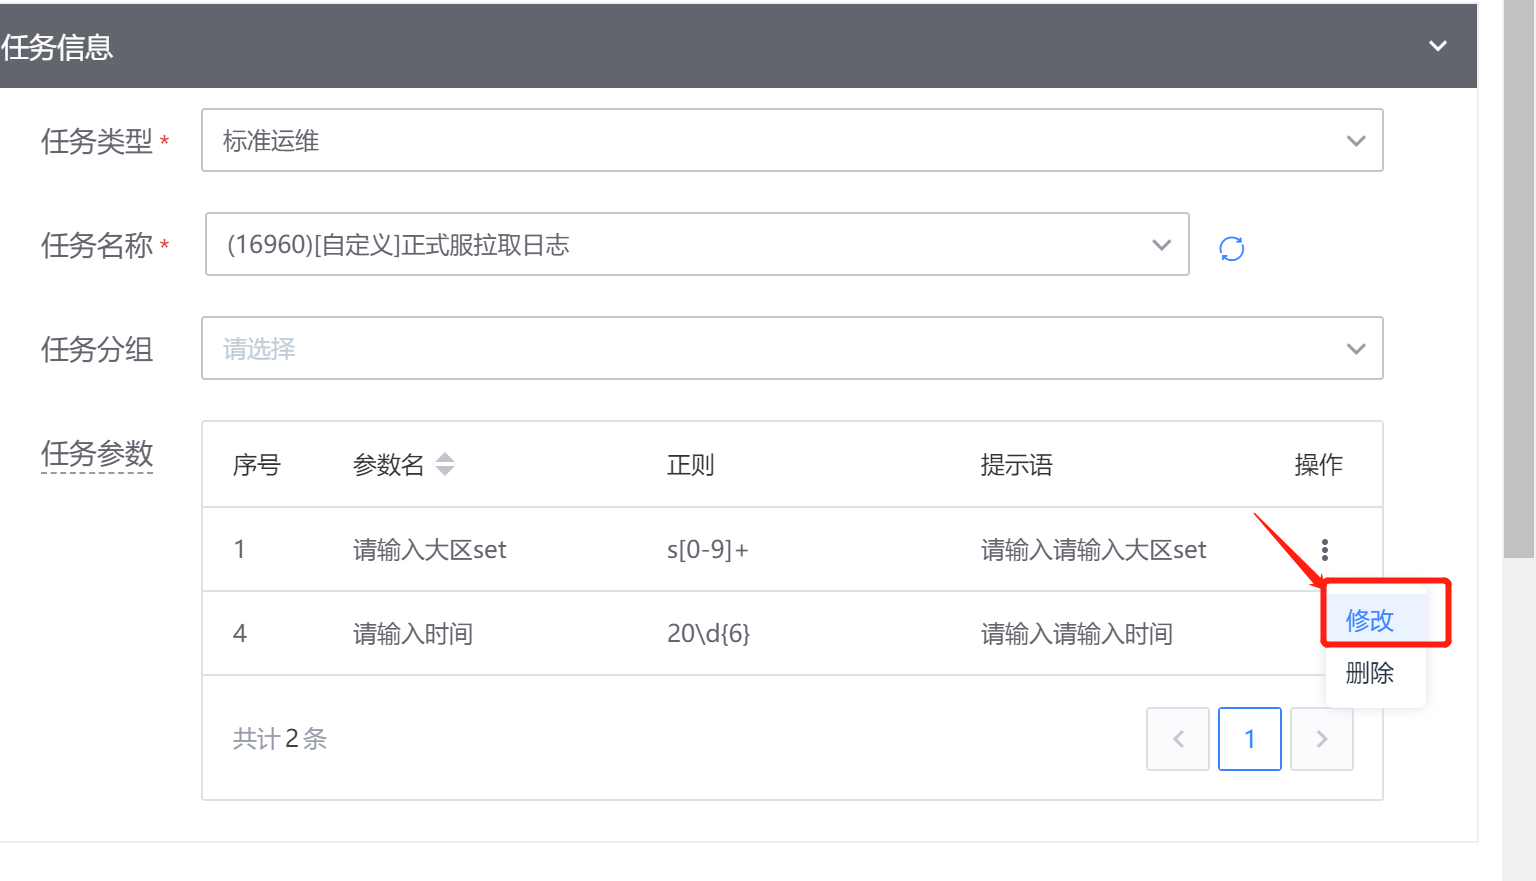 任务信息
任务类型*
标准运维
任务名称*
(16960)[自定义]正式服拉取日志
任务分组
请选择
任务参数
序号 参数名 正则 提示语 操作
1 请输入大区set s[0-9]+ 请输入请输入大区set
4 请输入时间 20\d{6} 请输入请输入时间
修改
删除
共计 2 条
1